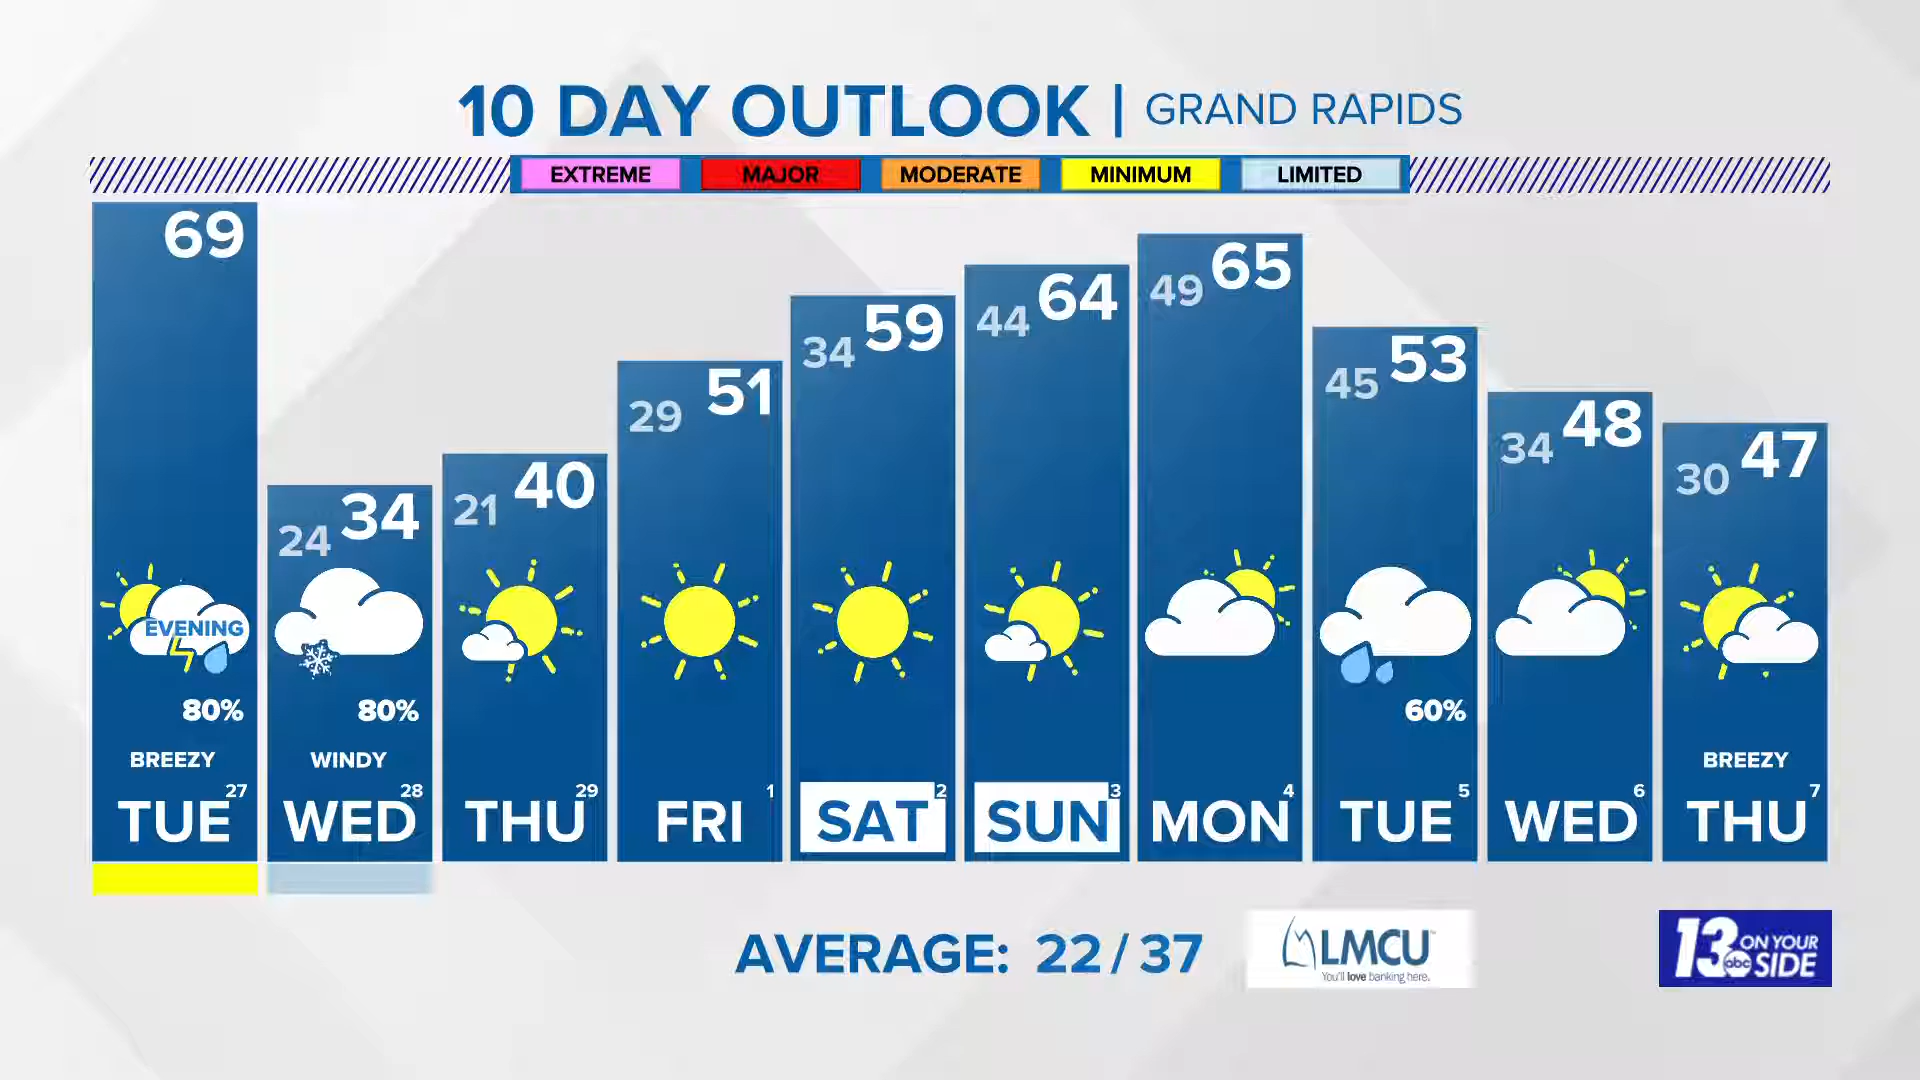 10 DAY OUTLOOK | GRAND RAPIDS
EXTREME MAJOR MODERATE MINIMUM LIMITED
69
EVENING
80%
BREEZY
TUE 27
24 34
80%
WINDY
WED 28
21 40
THU 29
29 51
FRI 1
34 59
SAT 2
44 64
SUN 3
49 65
MON 4
45 53
60%
TUE 5
34 48
WED 6
30 47
BREEZY
THU 7
AVERAGE: 22/37
LMCU™
You'll love banking here.
13 abc ON YOUR SIDE